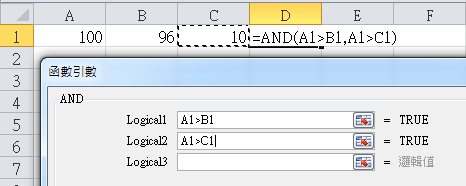 A B C D E F
1 100 96 10 =AND(A1>B1,A1>C1)
2
3
4
5
6
7
函數引數
AND
Logical1 A1>B1 = TRUE
Logical2 A1>C1 = TRUE
Logical3 = 邏輯值